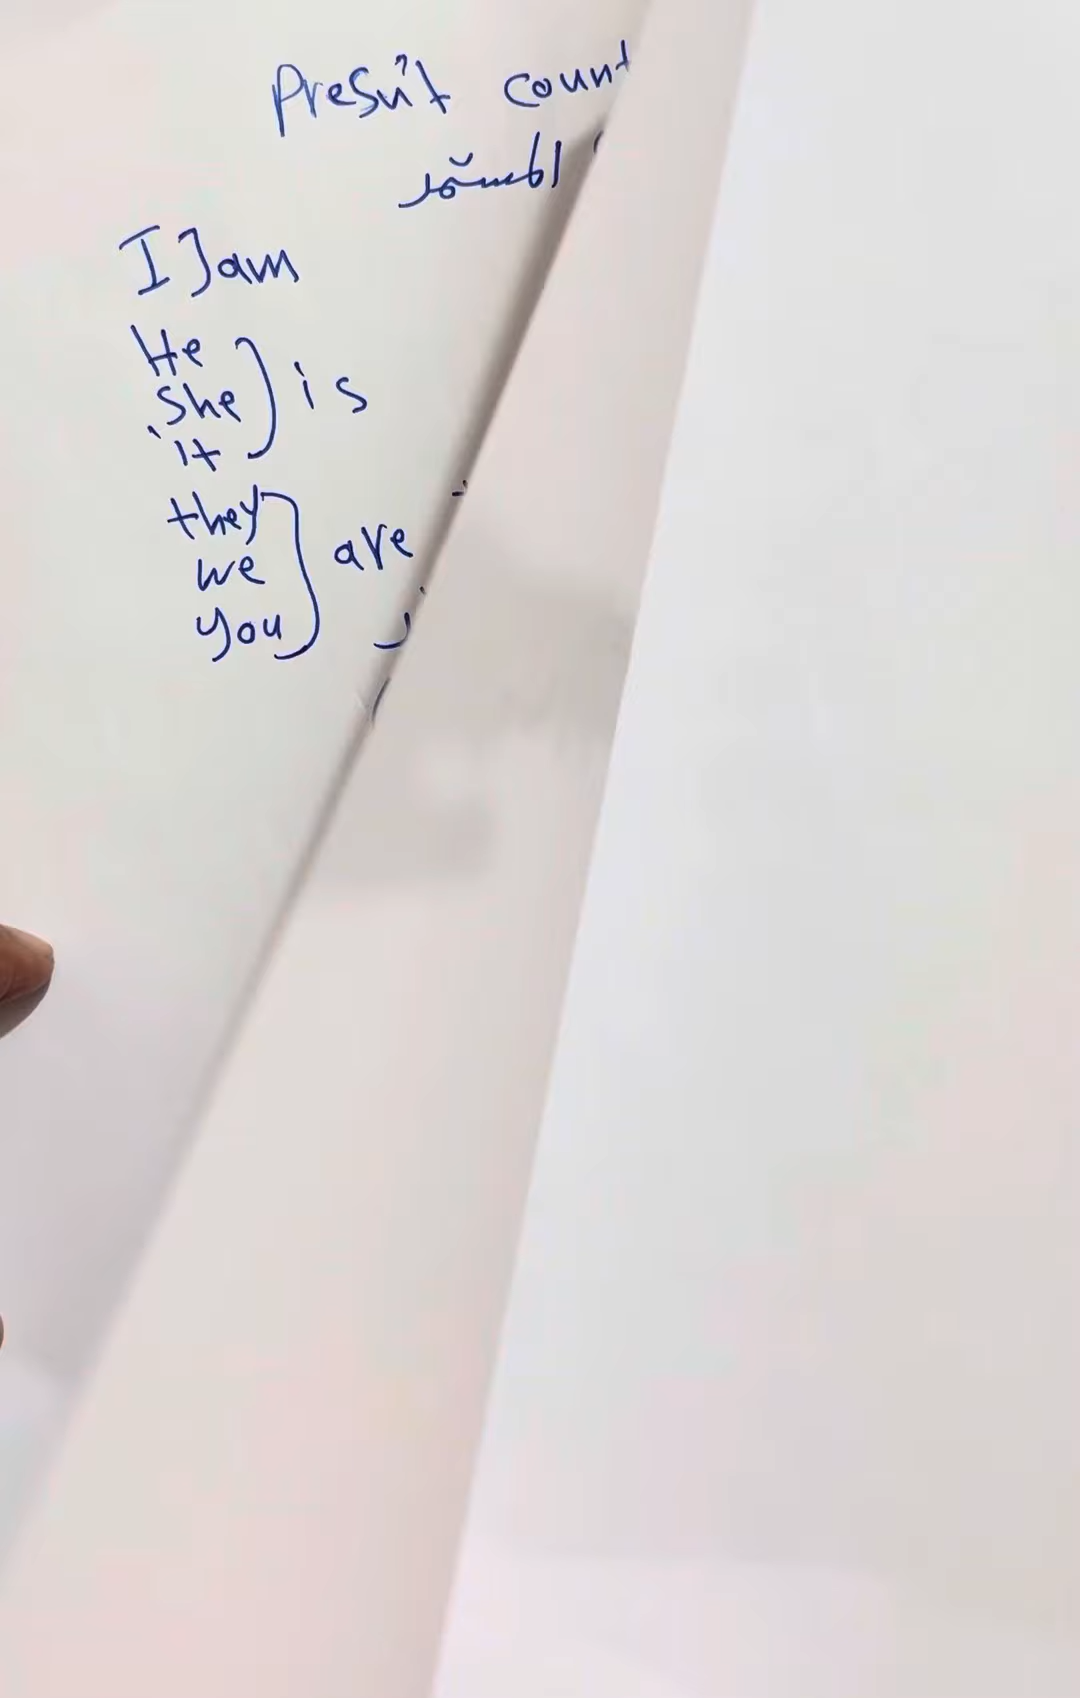 Presn't count
المستمر
I ] am
He
she ) is
it
they
we ] are
you